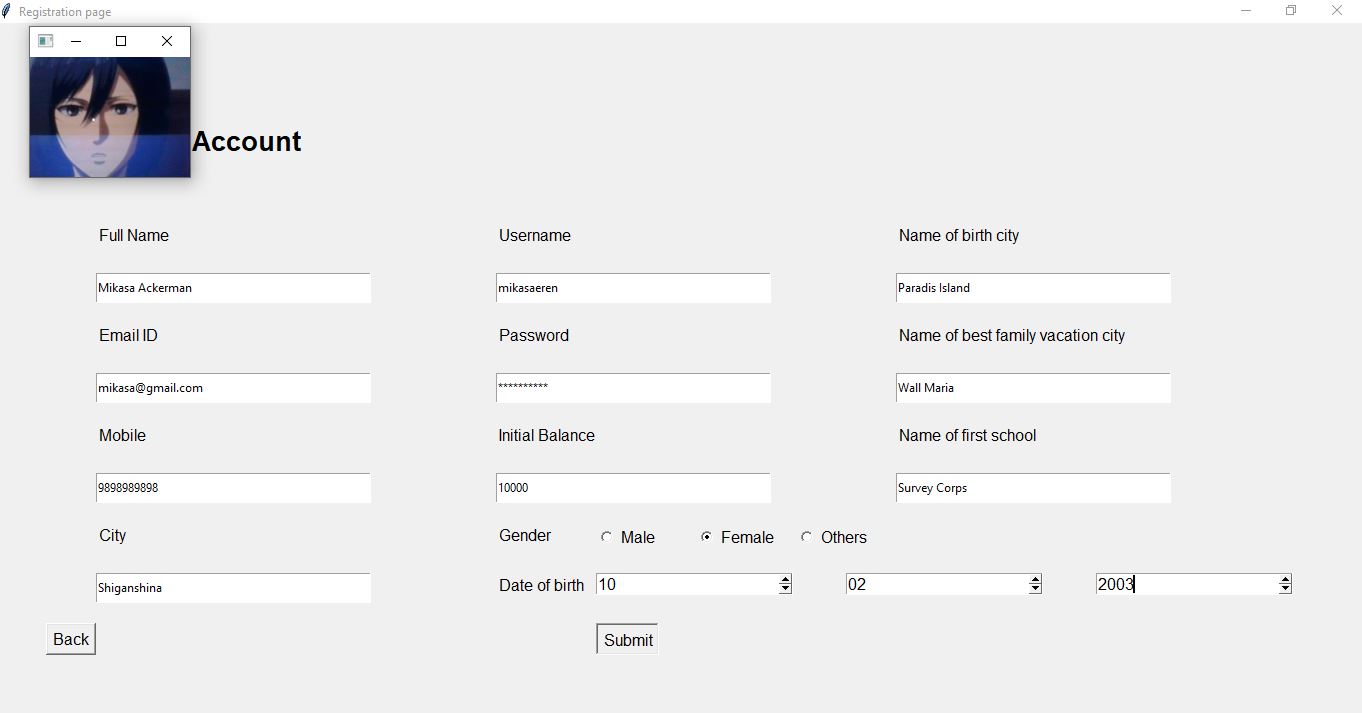 Registration page
Account
Full Name
Username
Name of birth city
Mikasa Ackerman
mikasaeren
Paradis Island
Email ID
Password
Name of best family vacation city
mikasa@gmail.com
**********
Wall Maria
Mobile
Initial Balance
Name of first school
9898989898
10000
Survey Corps
City
Gender
Male
Female
Others
Shiganshina
Date of birth
10
02
2003
Back
Submit